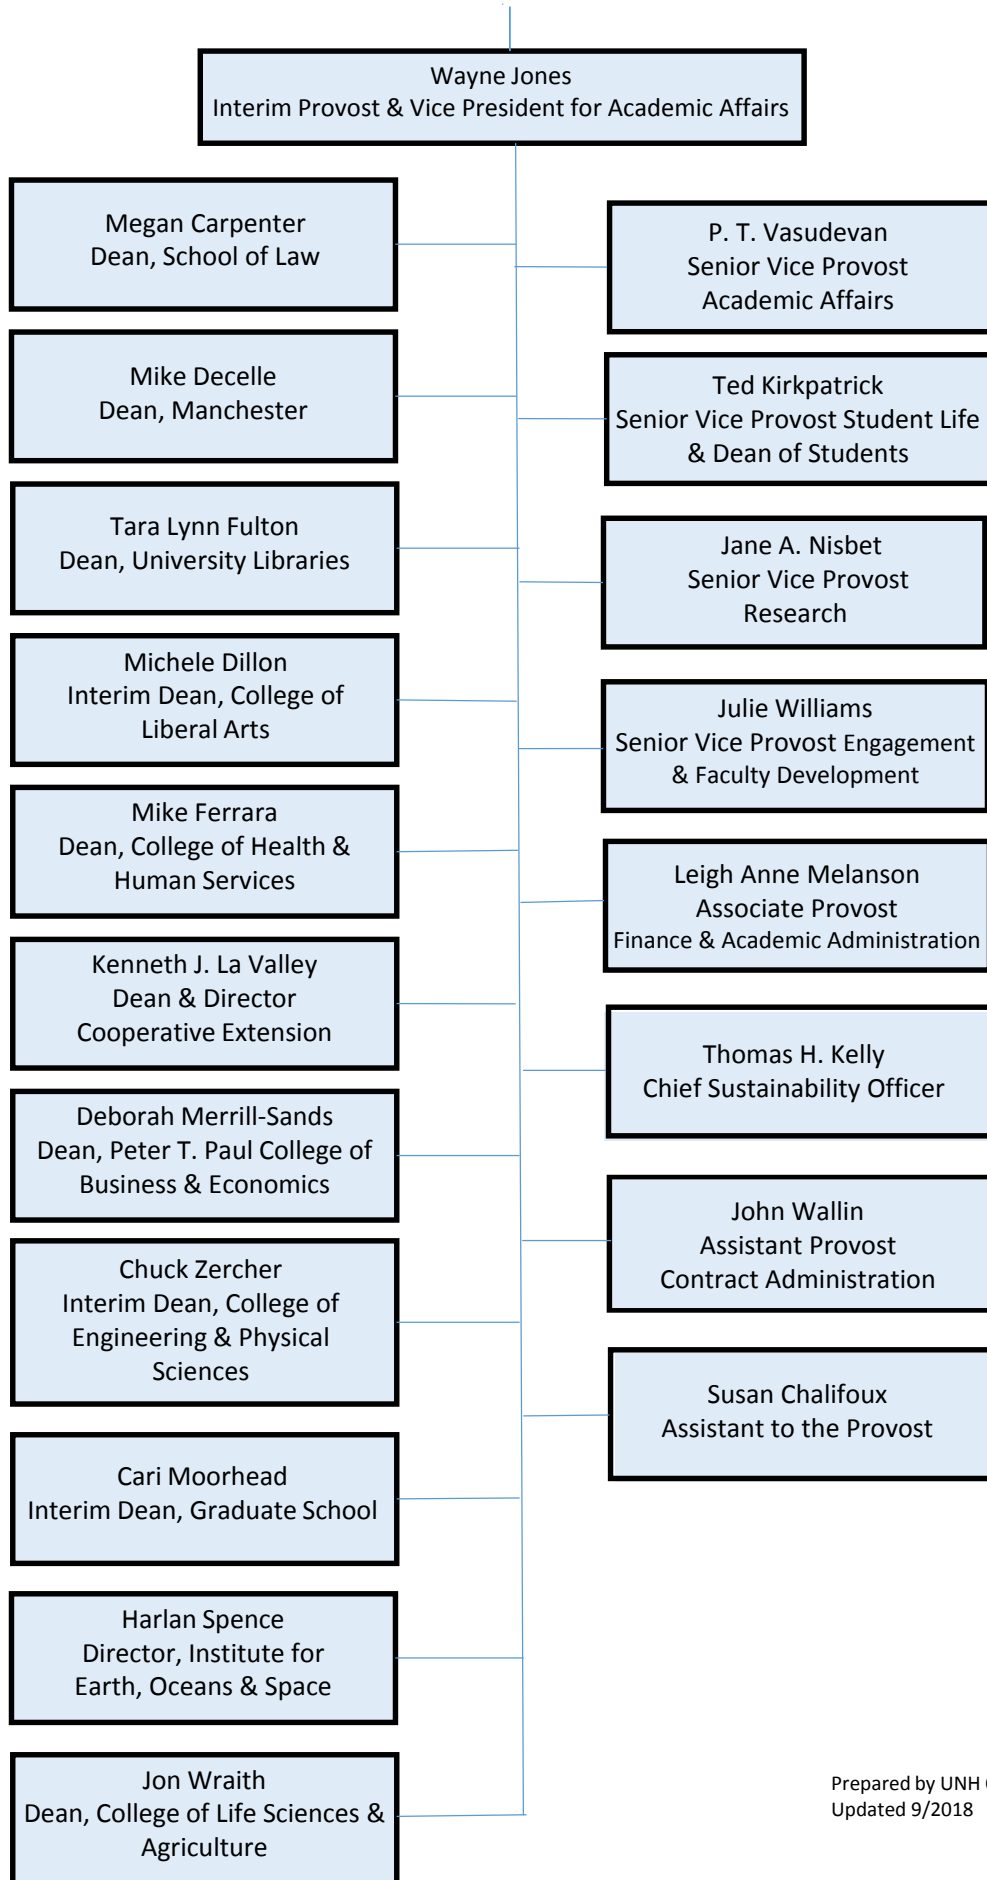 Wayne Jones
Interim Provost & Vice President for Academic Affairs
Megan Carpenter
Dean, School of Law
Mike Decelle
Dean, Manchester
Tara Lynn Fulton
Dean, University Libraries
Michele Dillon
Interim Dean, College of
Liberal Arts
Mike Ferrara
Dean, College of Health &
Human Services
Kenneth J. La Valley
Dean & Director
Cooperative Extension
Deborah Merrill-Sands
Dean, Peter T. Paul College of
Business & Economics
Chuck Zercher
Interim Dean, College of
Engineering & Physical
Sciences
Cari Moorhead
Interim Dean, Graduate School
Harlan Spence
Director, Institute for
Earth, Oceans & Space
Jon Wraith
Dean, College of Life Sciences &
Agriculture
P. T. Vasudevan
Senior Vice Provost
Academic Affairs
Ted Kirkpatrick
Senior Vice Provost Student Life
& Dean of Students
Jane A. Nisbet
Senior Vice Provost
Research
Julie Williams
Senior Vice Provost Engagement
& Faculty Development
Leigh Anne Melanson
Associate Provost
Finance & Academic Administration
Thomas H. Kelly
Chief Sustainability Officer
John Wallin
Assistant Provost
Contract Administration
Susan Chalifoux
Assistant to the Provost
Prepared by UNH
Updated 9/2018